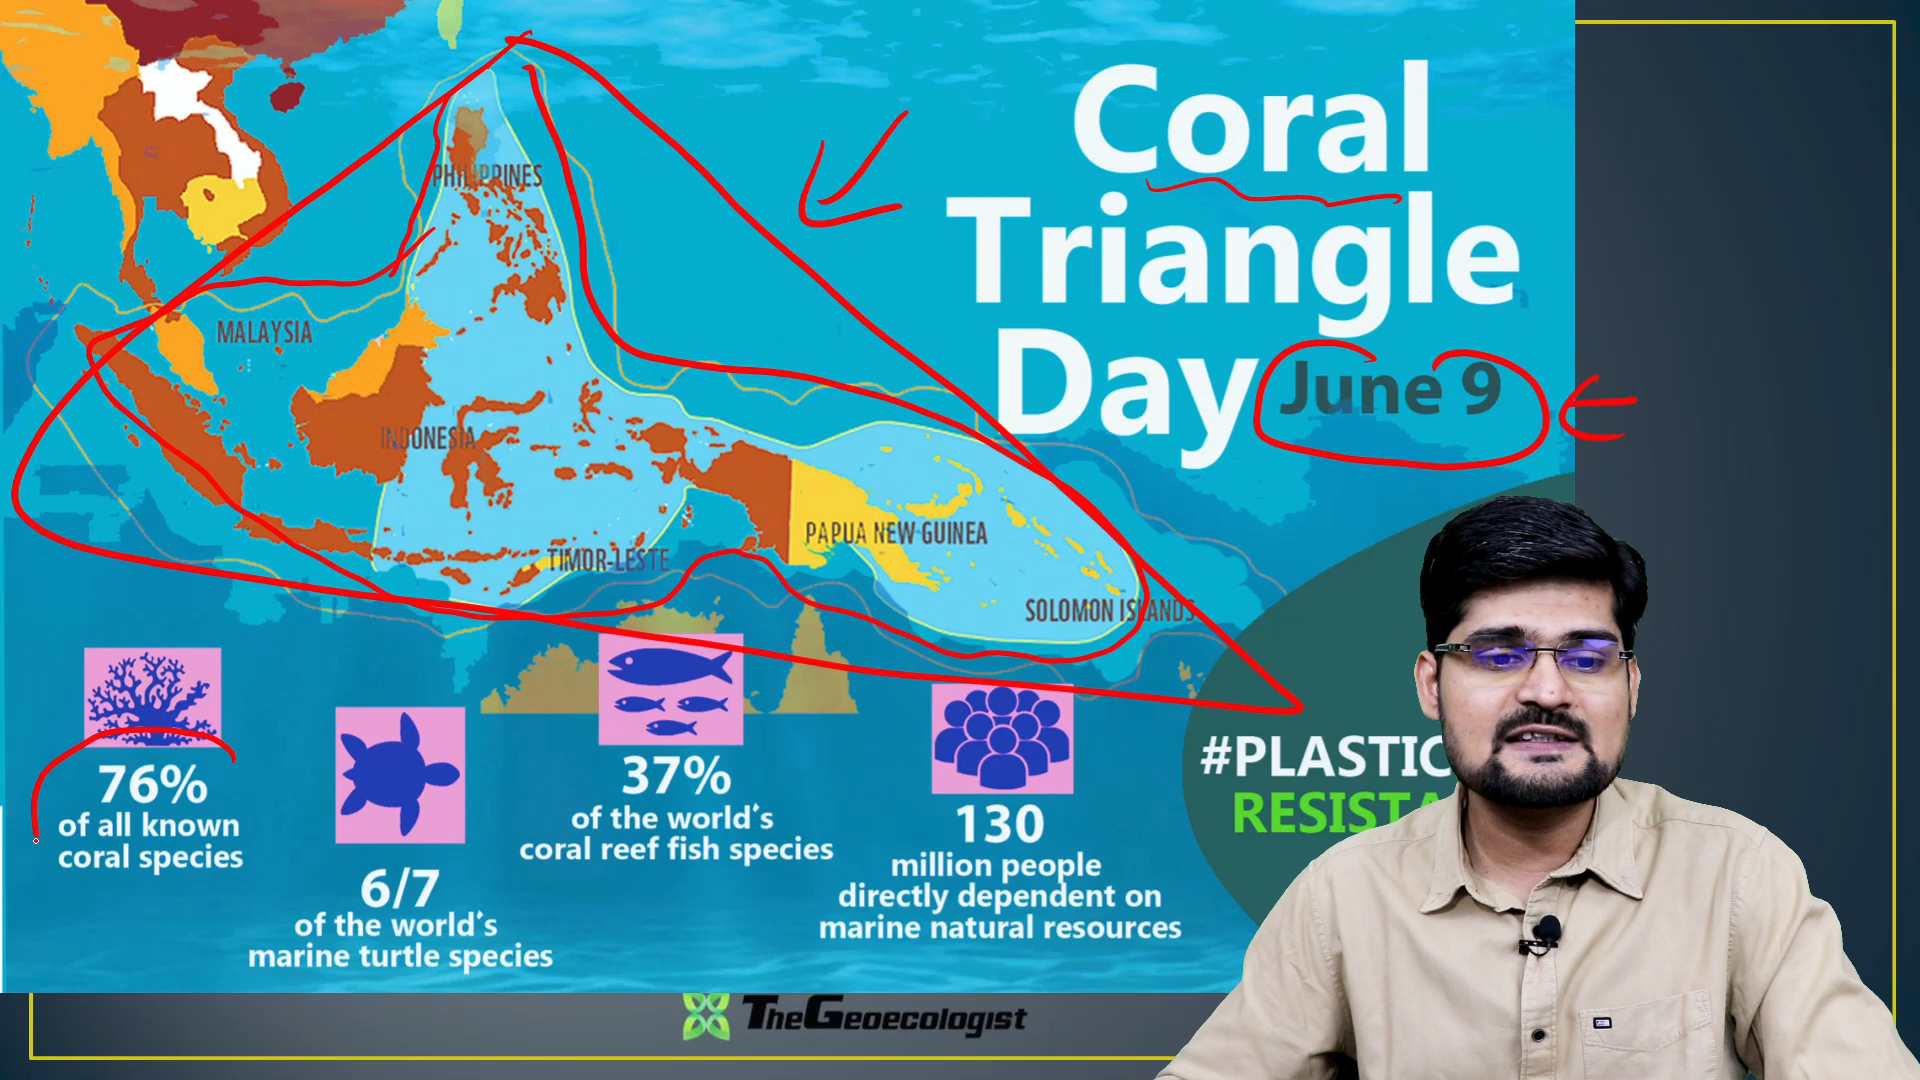 Coral
Triangle
Day June 9
PHILIPPINES
MALAYSIA
INDONESIA
PAPUA NEW GUINEA
TIMOR-LESTE
SOLOMON ISLANDS
76%
of all known
coral species
6/7
of the world's
marine turtle species
37%
of the world's
coral reef fish species
130
million people
directly dependent on
marine natural resources
#PLASTIC
RESISTA
THEGEOECOLOGIST